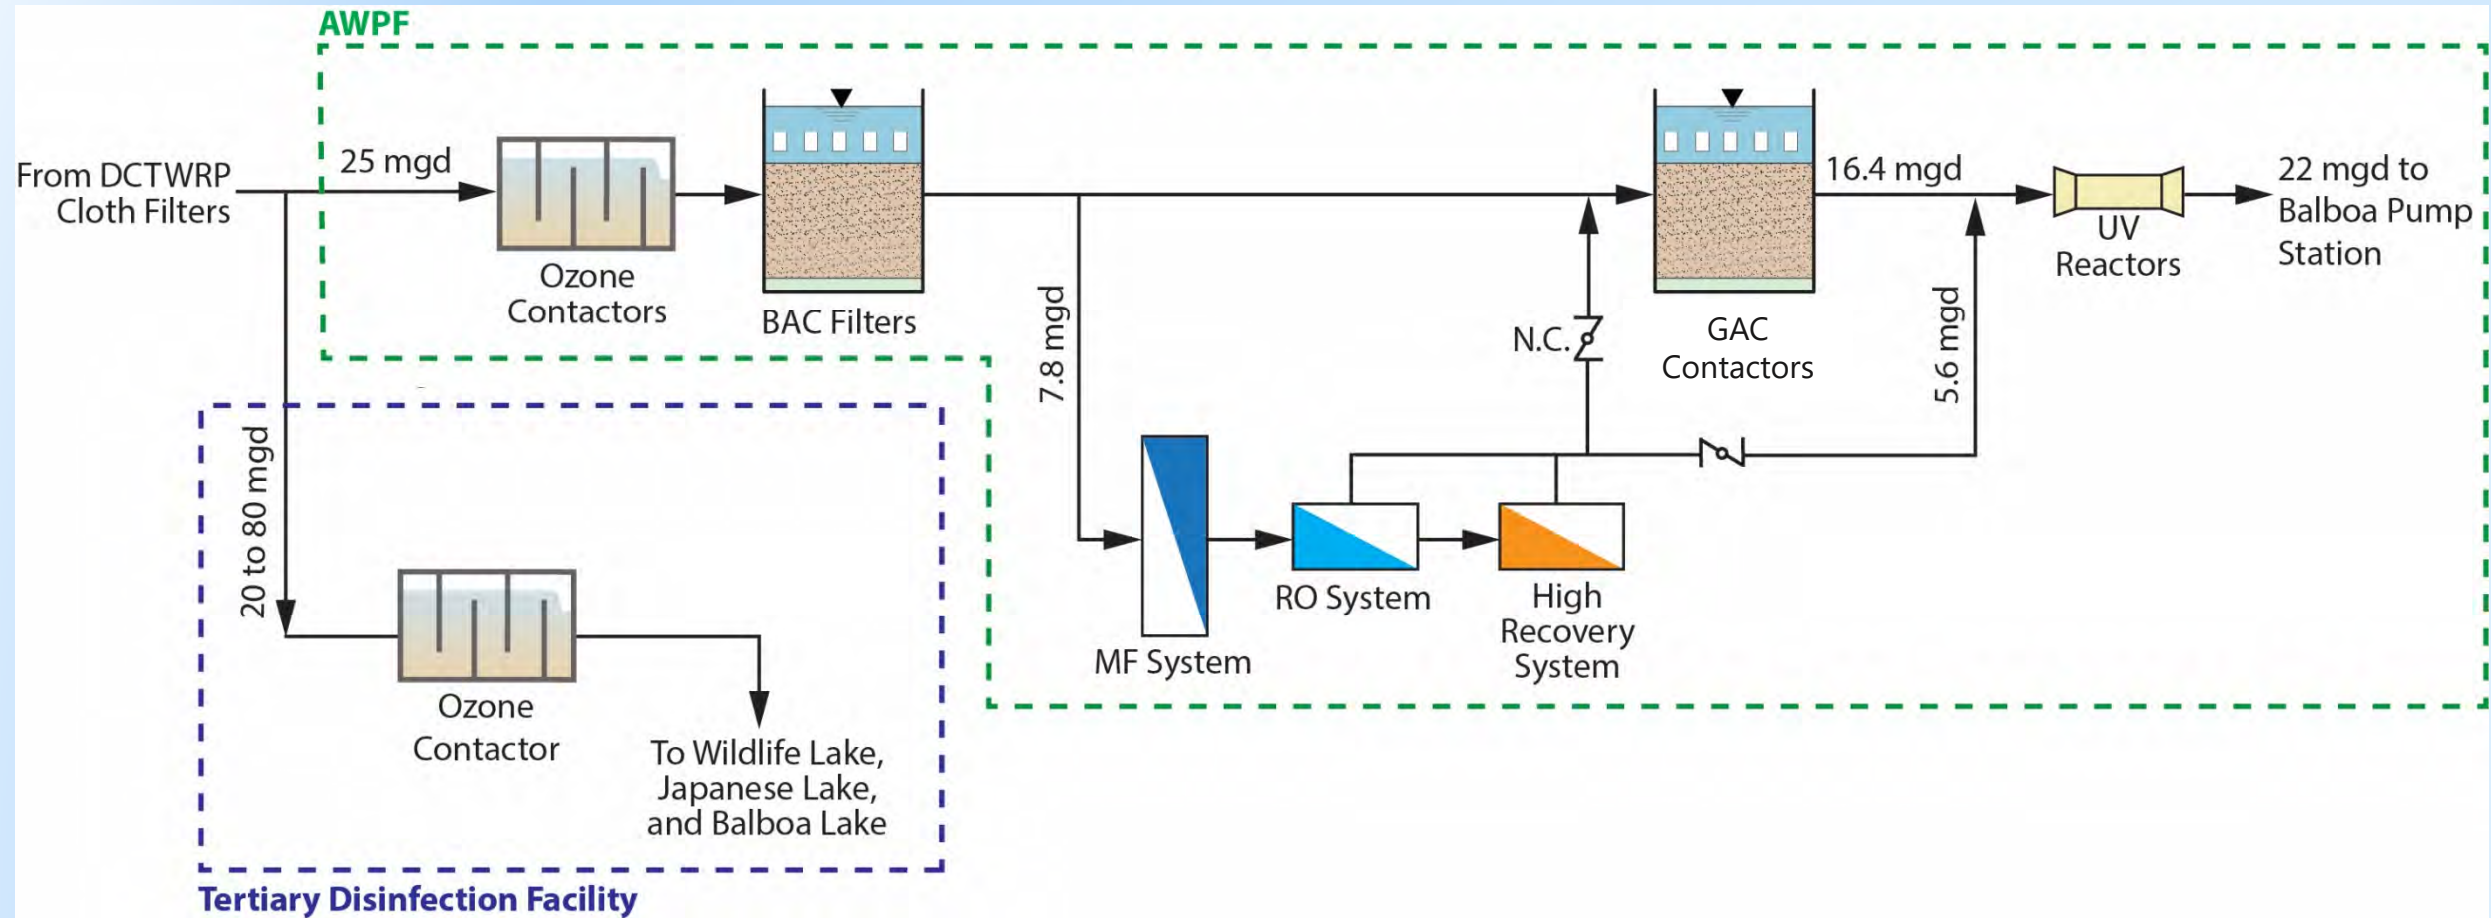 AWPF
From DCTWRP
Cloth Filters
25 mgd
Ozone
Contactors
BAC Filters
7.8 mgd
N.C.
GAC
Contactors
16.4 mgd
5.6 mgd
UV
Reactors
22 mgd to
Balboa Pump
Station
20 to 80 mgd
MF System
RO System
High
Recovery
System
Ozone
Contactor
To Wildlife Lake,
Japanese Lake,
and Balboa Lake
Tertiary Disinfection Facility